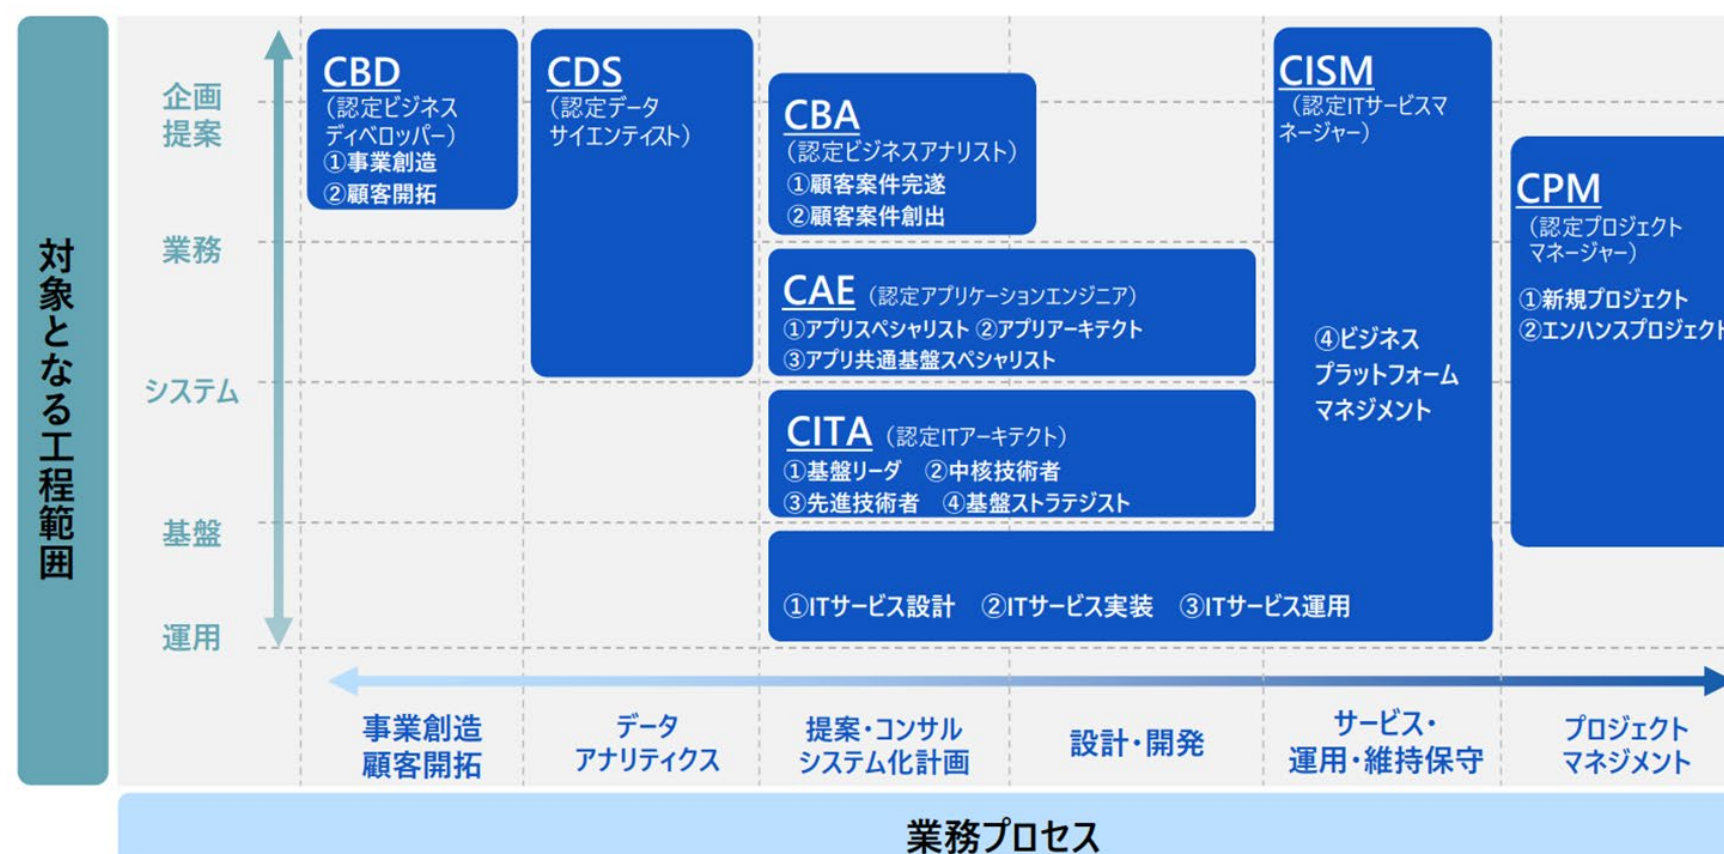 対象となる工程範囲
企画
提案
業務
システム
基盤
運用
CBD
（認定ビジネス
ディベロッパー）
①事業創造
②顧客開拓
CDS
（認定データ
サイエンティスト）
CBA
（認定ビジネスアナリスト）
①顧客案件完遂
②顧客案件創出
CAE（認定アプリケーションエンジニア）
①アプリスペシャリスト ②アプリアーキテクト
③アプリ共通基盤スペシャリスト
CITA（認定ITアーキテクト）
①基盤リーダ　②中核技術者
③先進技術者　④基盤ストラテジスト
CISM
（認定ITサービスマ
ネージャー）
④ビジネス
プラットフォーム
マネジメント
①ITサービス設計　②ITサービス実装　③ITサービス運用
CPM
（認定プロジェクト
マネージャー）
①新規プロジェクト
②エンハンスプロジェクト
事業創造
顧客開拓
データ
アナリティクス
提案・コンサル
システム化計画
設計・開発
サービス・
運用・維持保守
プロジェクト
マネジメント
業務プロセス